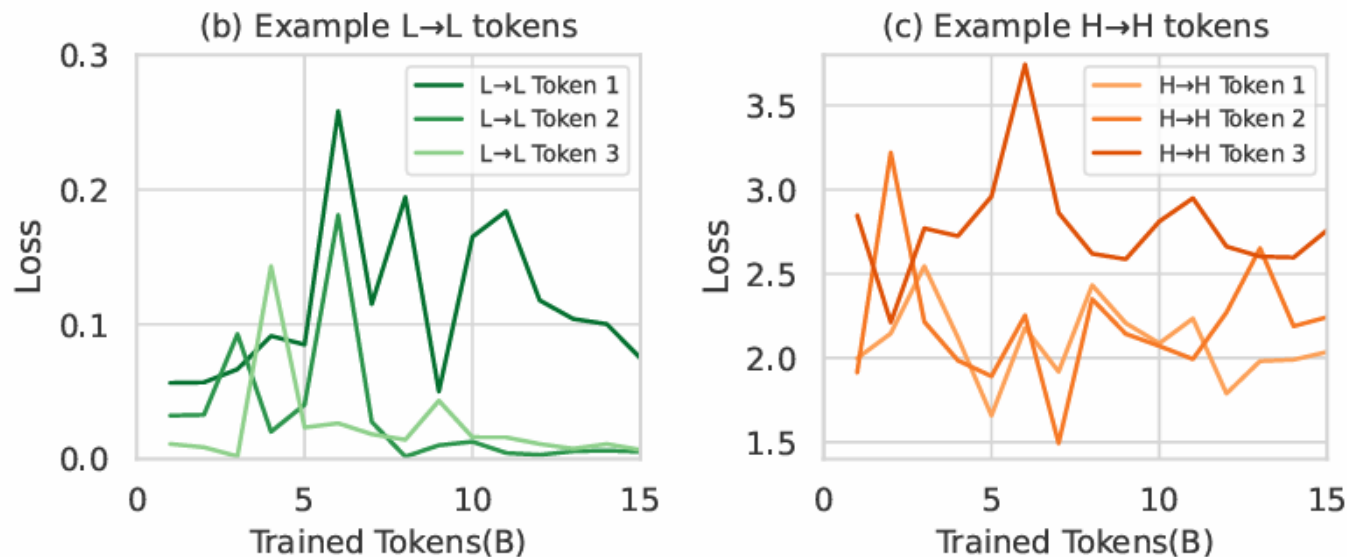 (b) Example L→L tokens
0.3
0.2
0.1
0.0
Loss
L→L Token 1
L→L Token 2
L→L Token 3
0
5
10
15
Trained Tokens(B)
(c) Example H→H tokens
3.5
3.0
2.5
2.0
1.5
Loss
H→H Token 1
H→H Token 2
H→H Token 3
0
5
10
15
Trained Tokens(B)